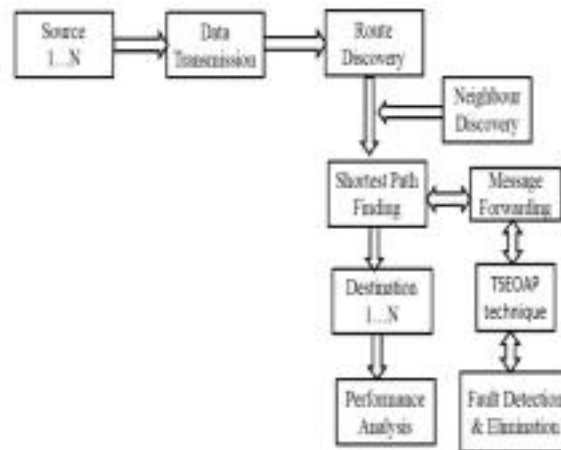 Source
1...N
Data
Transmission
Route
Discovery
Neighbour
Discovery
Shortest Path
Finding
Message
Forwarding
Destination
1...N
TSEOAP
technique
Performance
Analysis
Fault Detection
& Elimination